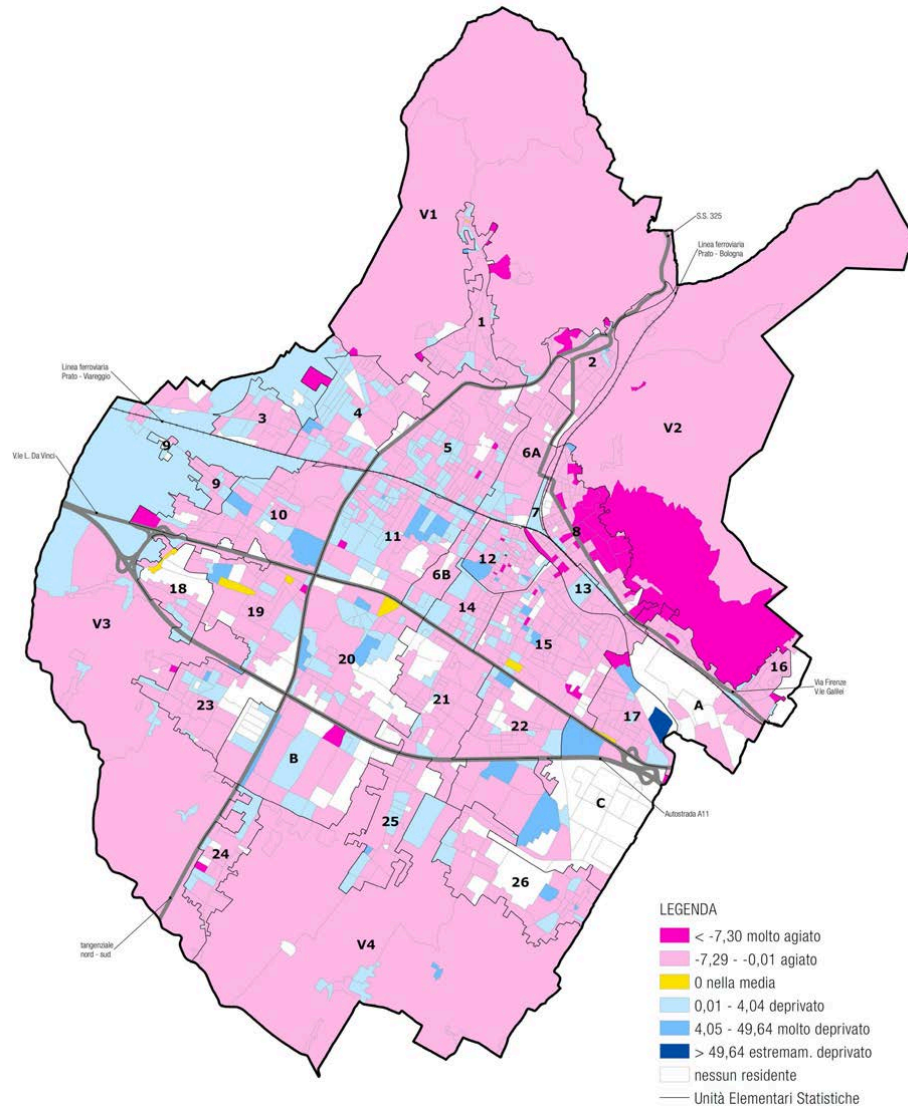 S.S. 325
V1
Linea ferroviaria
Prato - Bologna
1
2
Linea ferroviaria
Prato - Viareggio
3
4
V2
9
5
6A
V.le L. Da Vinci
9
10
7
8
11
12
6B
13
18
19
14
V3
15
20
16
23
21
Via Firenze
V.le Galilei
A
17
22
B
C
25
Autostrada A11
24
26
tangenziale
nord - sud
V4
LEGENDA
< -7,30 molto agiato
-7,29 - -0,01 agiato
0 nella media
0,01 - 4,04 deprivato
4,05 - 49,64 molto deprivato
> 49,64 estremam. deprivato
nessun residente
Unità Elementari Statistiche